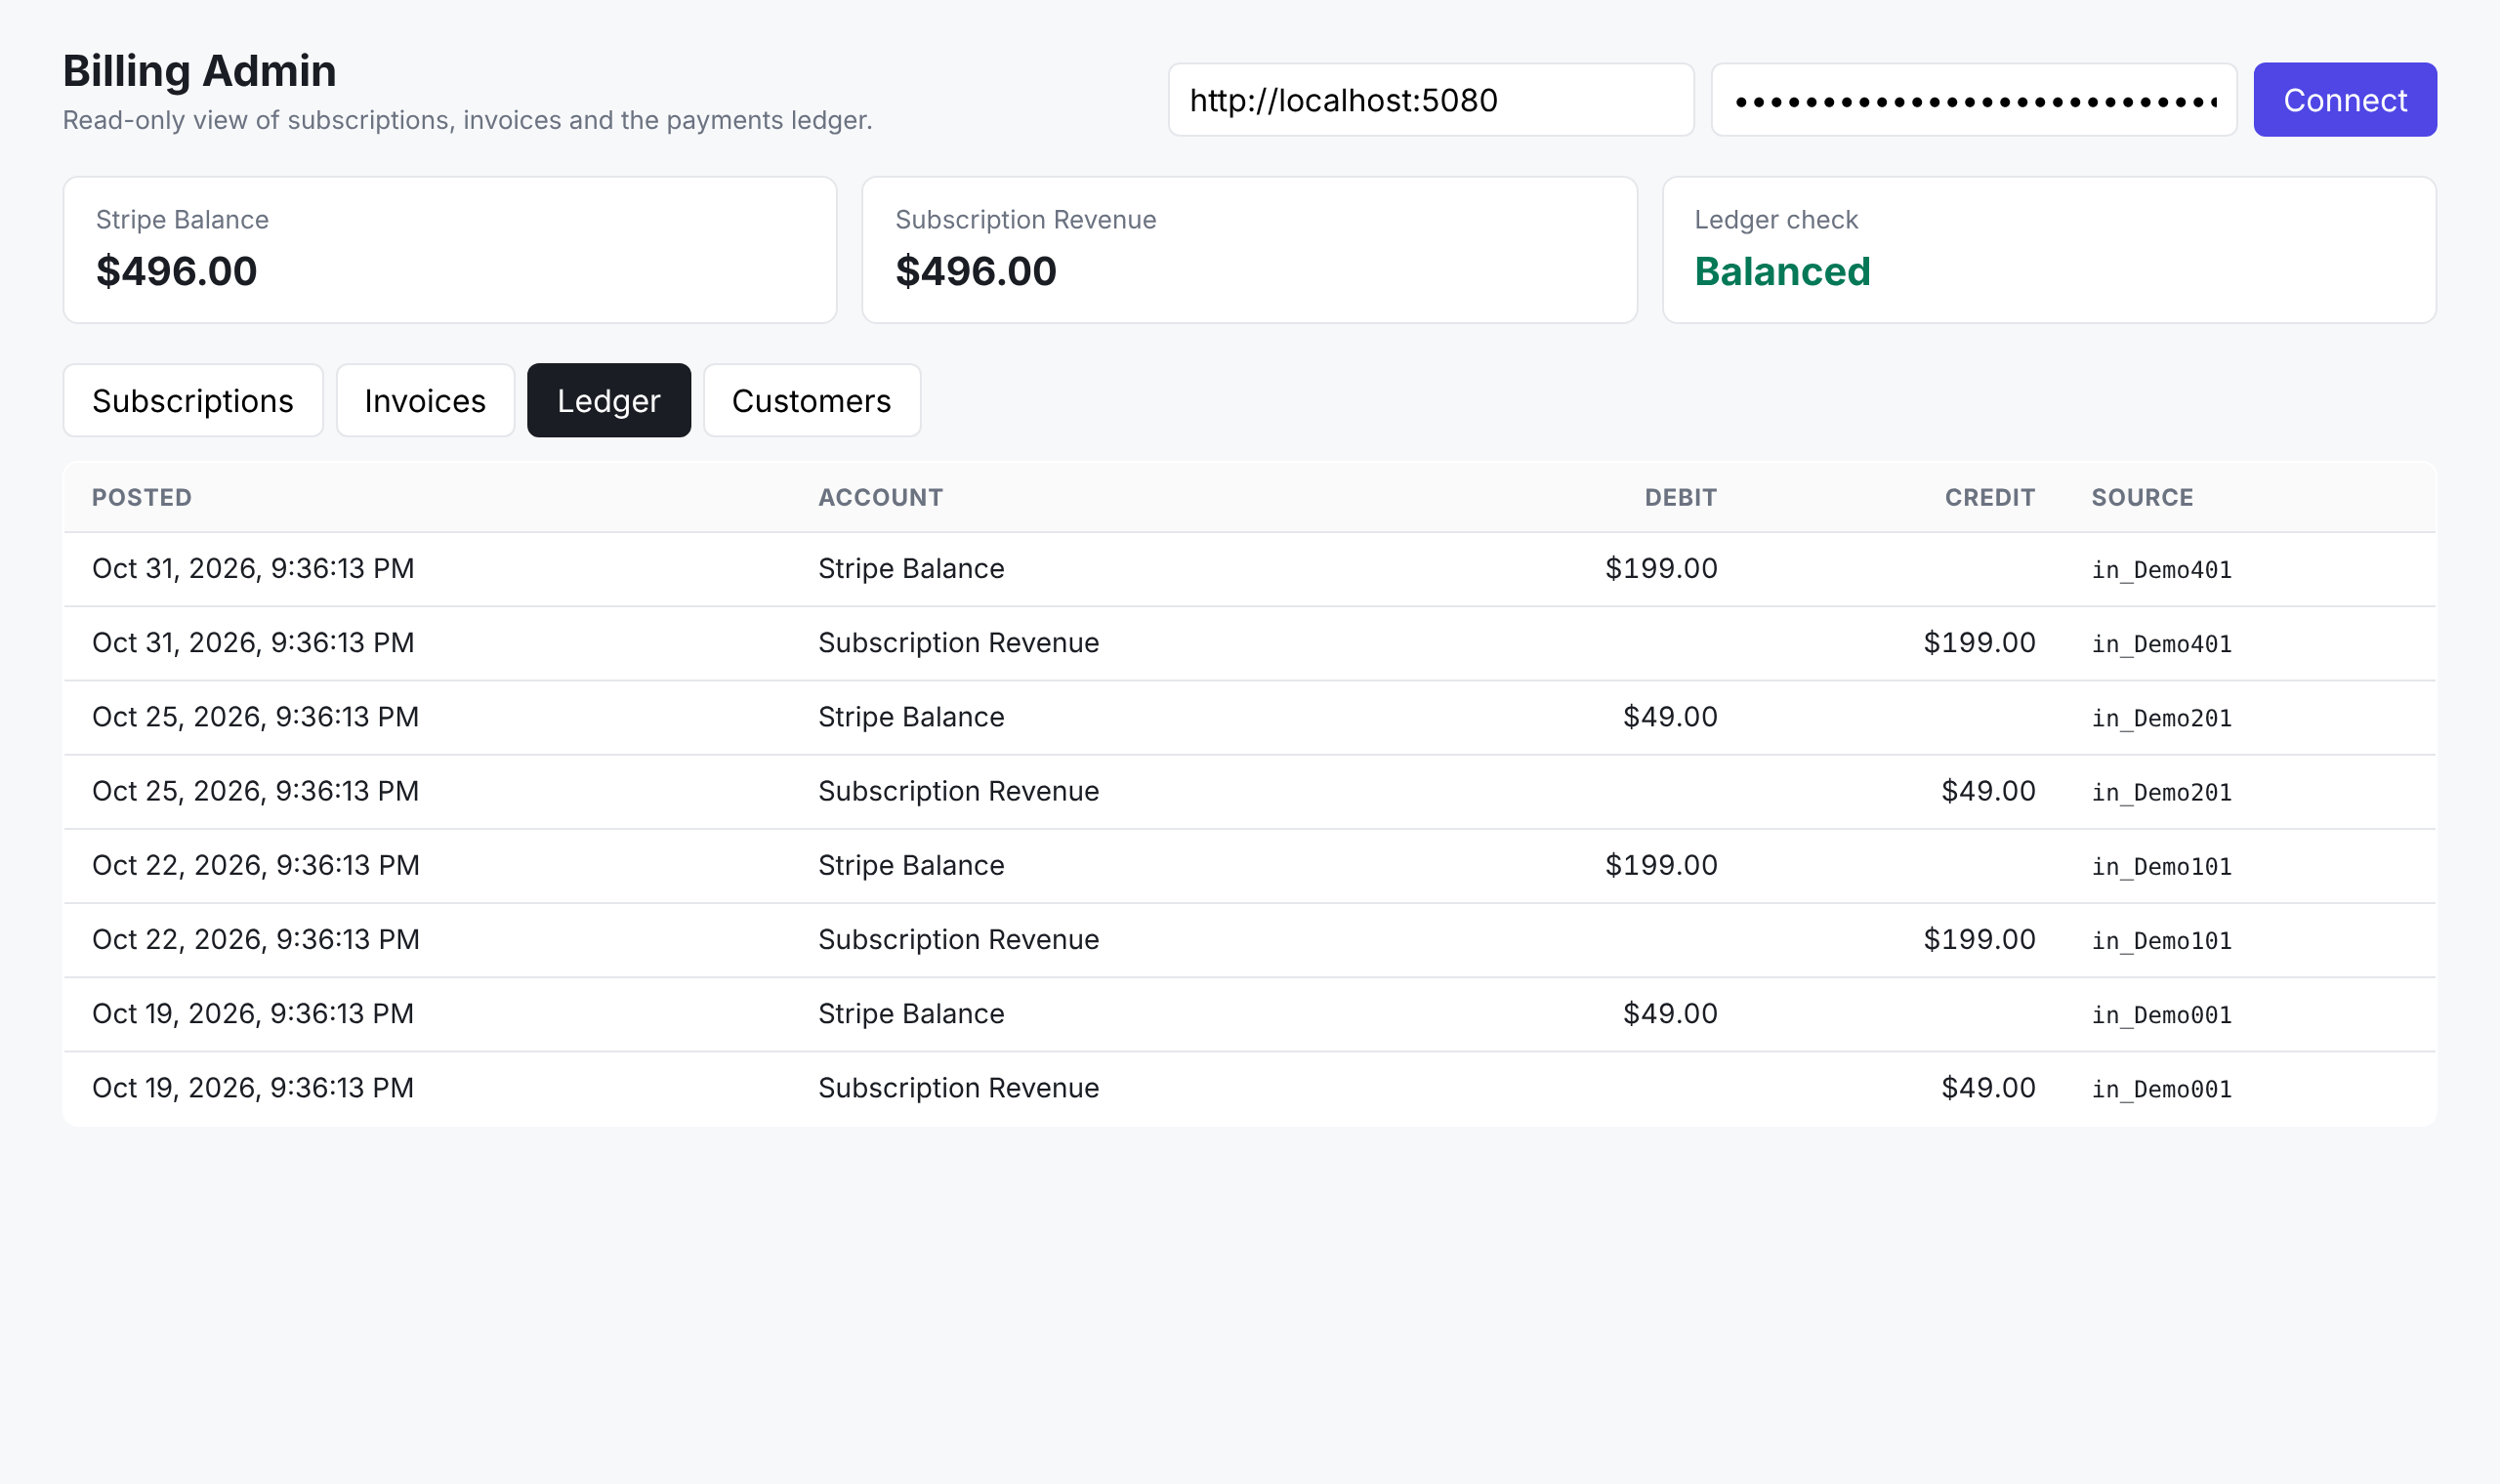 Billing Admin
Read-only view of subscriptions, invoices and the payments ledger.
http://localhost:5080
Connect
Stripe Balance
$496.00
Subscription Revenue
$496.00
Ledger check
Balanced
Subscriptions Invoices Ledger Customers
POSTED ACCOUNT DEBIT CREDIT SOURCE
Oct 31, 2026, 9:36:13 PM Stripe Balance $199.00 in_Demo401
Oct 31, 2026, 9:36:13 PM Subscription Revenue $199.00 in_Demo401
Oct 25, 2026, 9:36:13 PM Stripe Balance $49.00 in_Demo201
Oct 25, 2026, 9:36:13 PM Subscription Revenue $49.00 in_Demo201
Oct 22, 2026, 9:36:13 PM Stripe Balance $199.00 in_Demo101
Oct 22, 2026, 9:36:13 PM Subscription Revenue $199.00 in_Demo101
Oct 19, 2026, 9:36:13 PM Stripe Balance $49.00 in_Demo001
Oct 19, 2026, 9:36:13 PM Subscription Revenue $49.00 in_Demo001